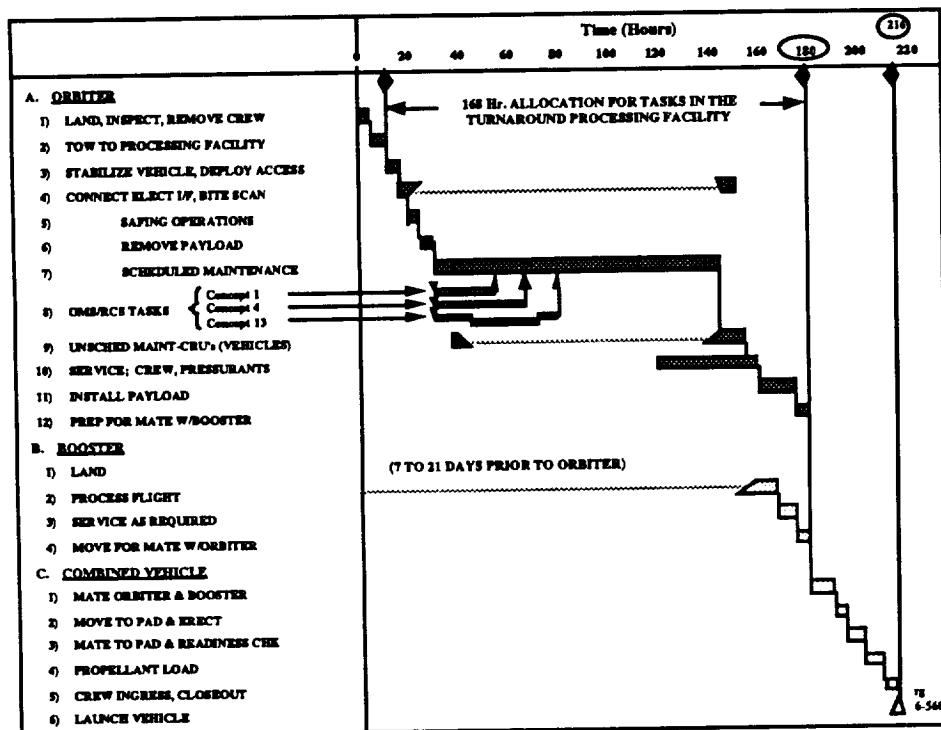 Time (Hours)
0 20 40 60 80 100 120 140 160 180 200 216 220
168 Hr. ALLOCATION FOR TASKS IN THE
TURNAROUND PROCESSING FACILITY
A. ORBITER
1) LAND, INSPECT, REMOVE CREW
2) TOW TO PROCESSING FACILITY
3) STABILIZE VEHICLE, DEPLOY ACCESS
4) CONNECT ELECT I/F, BITE SCAN
5) SAFING OPERATIONS
6) REMOVE PAYLOAD
7) SCHEDULED MAINTENANCE
8) OMS/RCS TASKS { Concept 1
Concept 4
Concept 13
9) UNSCHED MAINT-CRU's (VEHICLES)
10) SERVICE; CREW, PRESSURANTS
11) INSTALL PAYLOAD
12) PREP FOR MATE W/BOOSTER
B. BOOSTER
1) LAND
(7 TO 21 DAYS PRIOR TO ORBITER)
2) PROCESS FLIGHT
3) SERVICE AS REQUIRED
4) MOVE FOR MATE W/ORBITER
C. COMBINED VEHICLE
1) MATE ORBITER & BOOSTER
2) MOVE TO PAD & ERECT
3) MATE TO PAD & READINESS CHK
4) PROPELLANT LOAD
5) CREW INGRESS, CLOSEOUT
6) LAUNCH VEHICLE